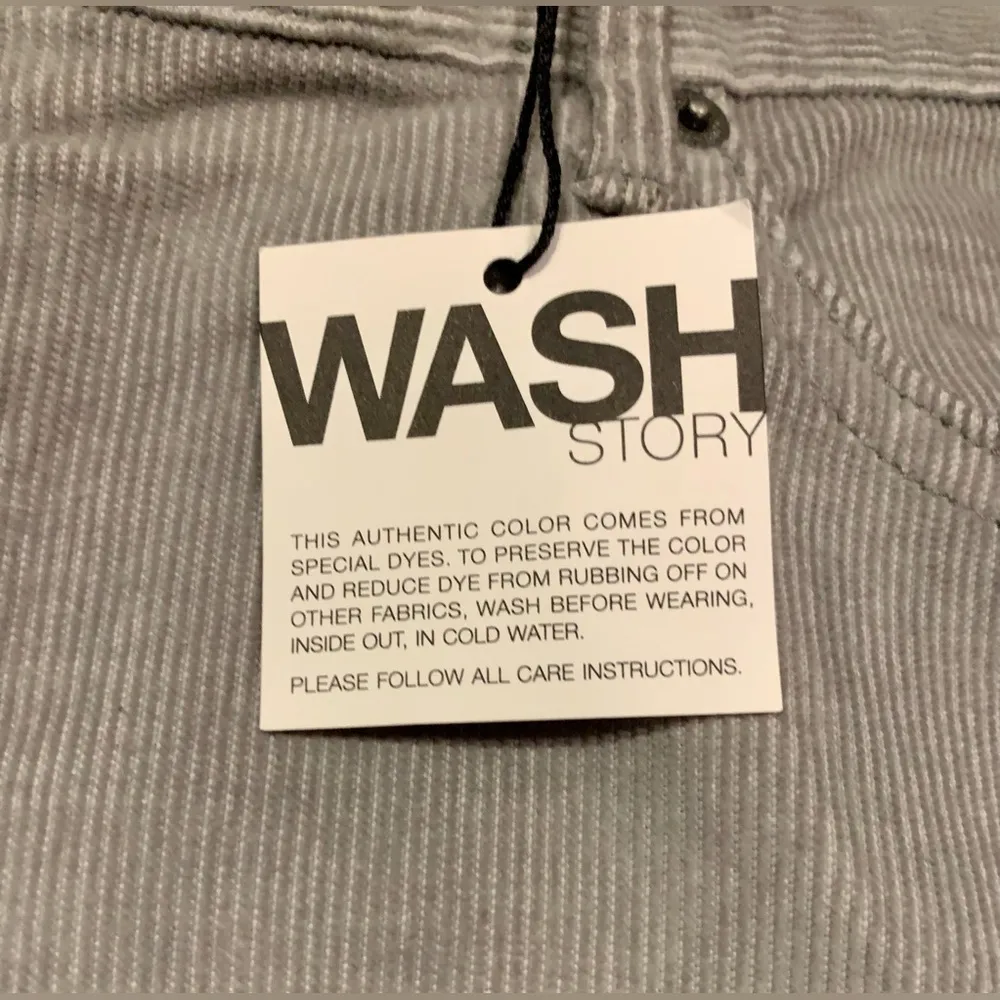 WASH
STORY
THIS AUTHENTIC COLOR COMES FROM
SPECIAL DYES. TO PRESERVE THE COLOR
AND REDUCE DYE FROM RUBBING OFF ON
OTHER FABRICS, WASH BEFORE WEARING,
INSIDE OUT, IN COLD WATER.
PLEASE FOLLOW ALL CARE INSTRUCTIONS.